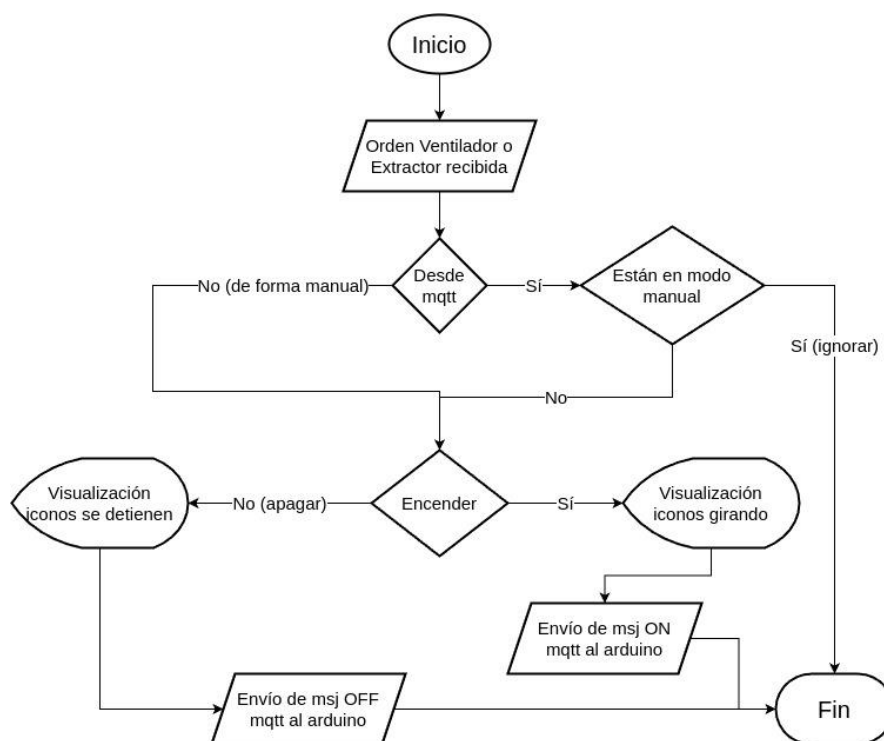 Inicio
Orden Ventilador o
Extractor recibida
Desde
mqtt
No (de forma manual)
Sí
Están en modo
manual
Sí (ignorar)
No
Encender
No (apagar)
Sí
Visualización
iconos se detienen
Visualización
iconos girando
Envío de msj ON
mqtt al arduino
Envío de msj OFF
mqtt al arduino
Fin